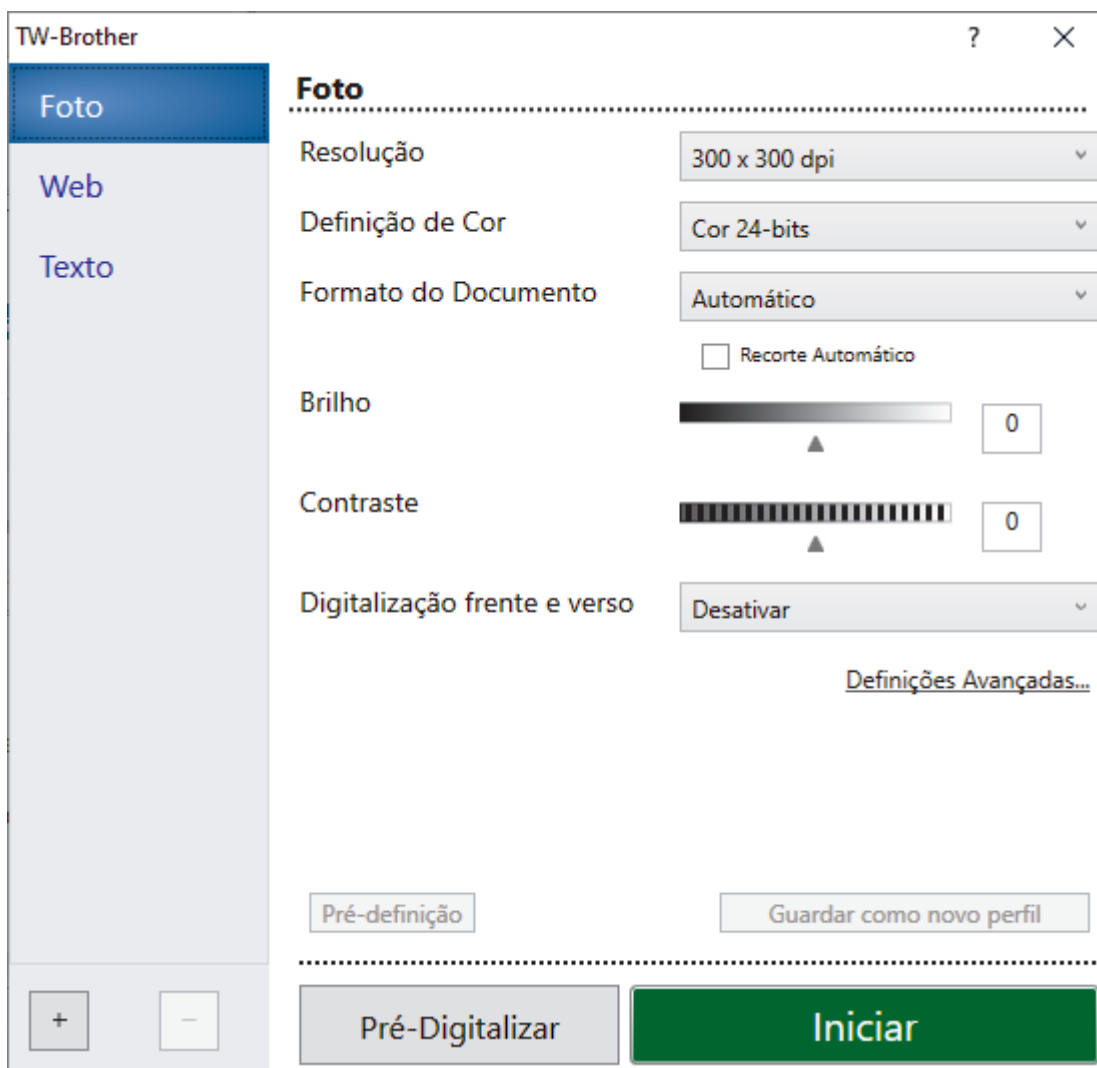 TW-Brother ?
Foto
Web
Texto
Foto
Resolução 300 x 300 dpi
Definição de Cor Cor 24-bits
Formato do Documento Automático
Recorte Automático
Brilho 0
Contraste 0
Digitalização frente e verso Desativar
Definições Avançadas...
Pré-definição Guardar como novo perfil
+ −
Pré-Digitalizar Iniciar